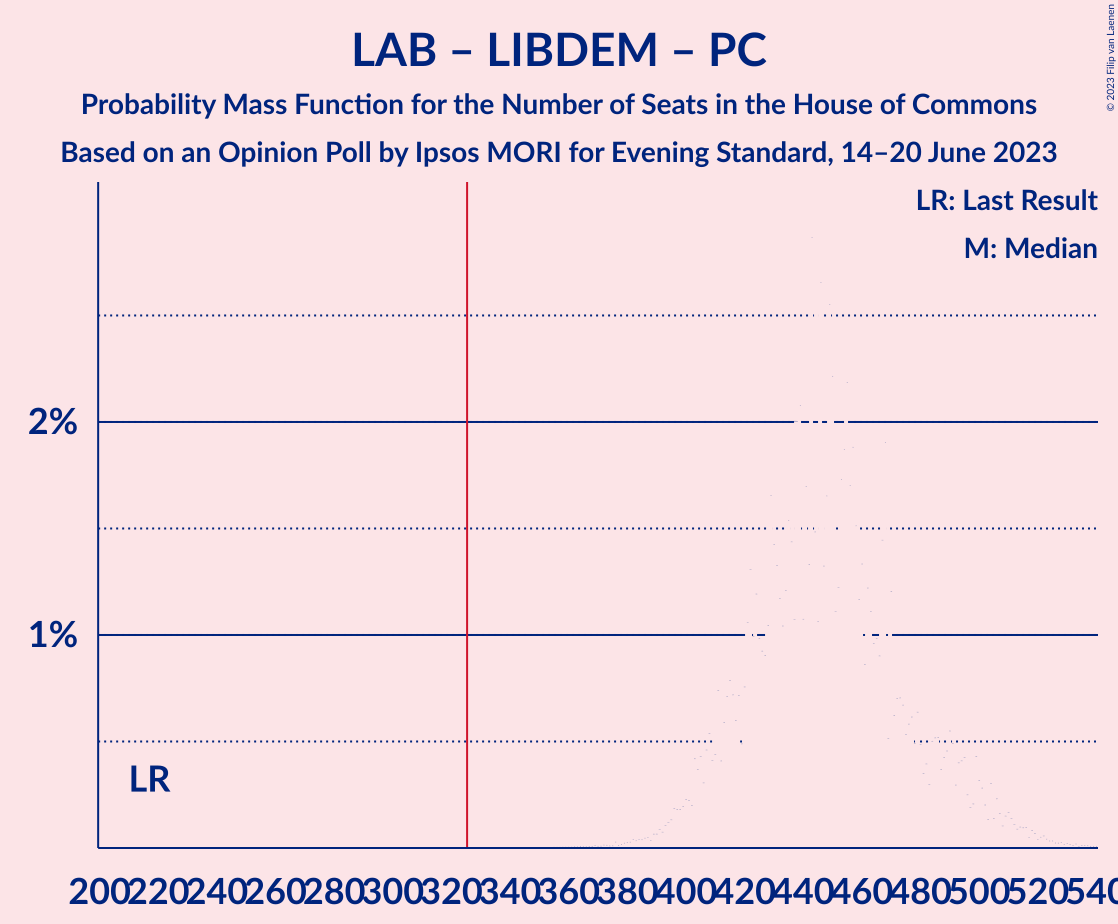 LAB – LIBDEM – PC
Probability Mass Function for the Number of Seats in the House of Commons
Based on an Opinion Poll by Ipsos MORI for Evening Standard, 14–20 June 2023
© 2023 Filip van Laenen
LR: Last Result
M: Median
2%
1%
LR
200 220 240 260 280 300 320 340 360 380 400 420 440 460 480 500 520 540